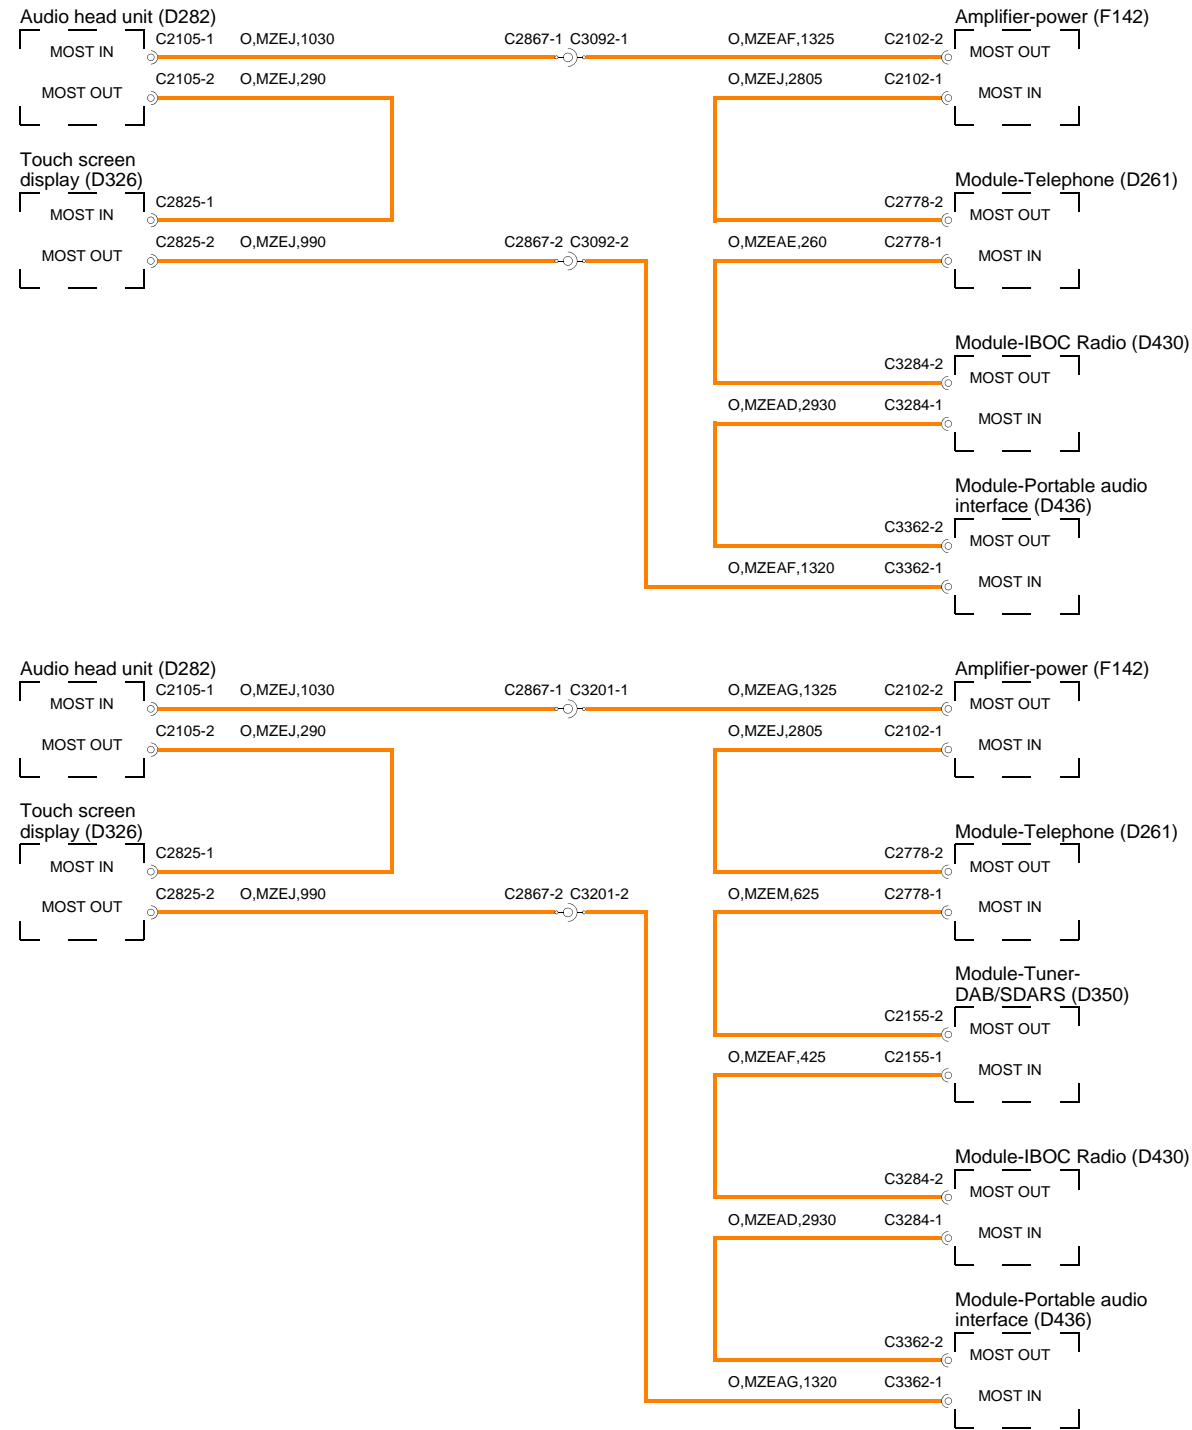 Audio head unit (D282)
Amplifier-power (F142)
MOST IN
C2105-1
O,MZEJ,1030
C2867-1
C3092-1
O,MZEAF,1325
C2102-2
MOST OUT
MOST OUT
C2105-2
O,MZEJ,290
O,MZEJ,2805
C2102-1
MOST IN
Touch screen
display (D326)
Module-Telephone (D261)
MOST IN
C2825-1
C2778-2
MOST OUT
MOST OUT
C2825-2
O,MZEJ,990
C2867-2
C3092-2
O,MZEAE,260
C2778-1
MOST IN
Module-IBOC Radio (D430)
C3284-2
MOST OUT
O,MZEAD,2930
C3284-1
MOST IN
Module-Portable audio
interface (D436)
C3362-2
MOST OUT
O,MZEAF,1320
C3362-1
MOST IN
Audio head unit (D282)
Amplifier-power (F142)
MOST IN
C2105-1
O,MZEJ,1030
C2867-1
C3201-1
O,MZEAG,1325
C2102-2
MOST OUT
MOST OUT
C2105-2
O,MZEJ,290
O,MZEJ,2805
C2102-1
MOST IN
Touch screen
display (D326)
Module-Telephone (D261)
MOST IN
C2825-1
C2778-2
MOST OUT
MOST OUT
C2825-2
O,MZEJ,990
C2867-2
C3201-2
O,MZEM,625
C2778-1
MOST IN
Module-Tuner-
DAB/SDARS (D350)
C2155-2
MOST OUT
O,MZEAF,425
C2155-1
MOST IN
Module-IBOC Radio (D430)
C3284-2
MOST OUT
O,MZEAD,2930
C3284-1
MOST IN
Module-Portable audio
interface (D436)
C3362-2
MOST OUT
O,MZEAG,1320
C3362-1
MOST IN